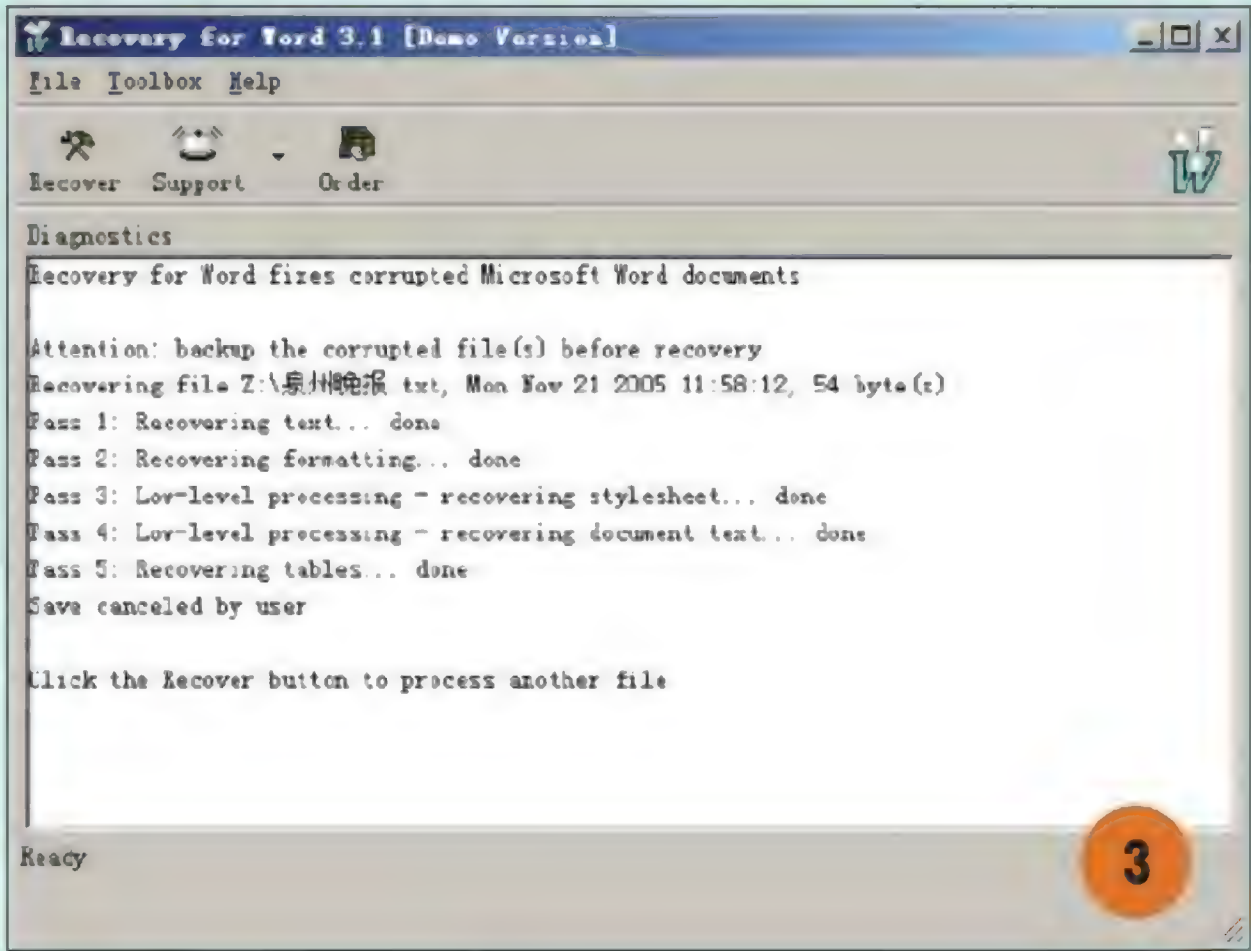 Recovery for Word 3.1 [Demo Version]
File Toolbox Help
Recover Support Order
Diagnostics
Recovery for Word fixes corrupted Microsoft Word documents
Attention: backup the corrupted file(s) before recovery
Recovering file Z:\泉州晚报 txt, Mon Nov 21 2005 11:58:12, 54 byte(s)
Pass 1: Recovering text... done
Pass 2: Recovering formatting... done
Pass 3: Low-level processing - recovering stylesheet... done
Pass 4: Low-level processing - recovering document text... done
Pass 5: Recovering tables... done
Save canceled by user
Click the Recover button to process another file
Ready
3